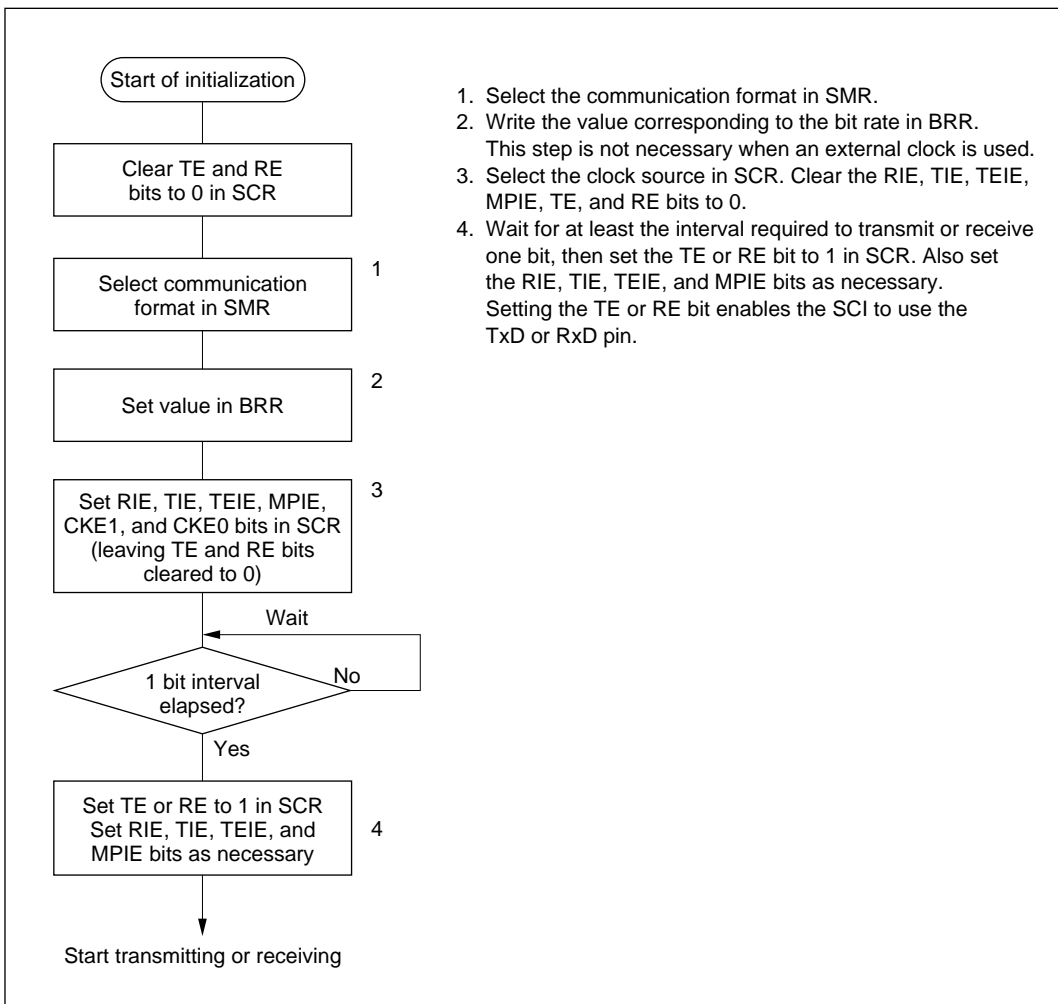 Start of initialization
Clear TE and RE
bits to 0 in SCR
Select communication
format in SMR
1
Set value in BRR
2
Set RIE, TIE, TEIE, MPIE,
CKE1, and CKE0 bits in SCR
(leaving TE and RE bits
cleared to 0)
3
Wait
1 bit interval
elapsed?
No
Yes
Set TE or RE to 1 in SCR
Set RIE, TIE, TEIE, and
MPIE bits as necessary
4
Start transmitting or receiving
1. Select the communication format in SMR.
2. Write the value corresponding to the bit rate in BRR.
This step is not necessary when an external clock is used.
3. Select the clock source in SCR. Clear the RIE, TIE, TEIE,
MPIE, TE, and RE bits to 0.
4. Wait for at least the interval required to transmit or receive
one bit, then set the TE or RE bit to 1 in SCR. Also set
the RIE, TIE, TEIE, and MPIE bits as necessary.
Setting the TE or RE bit enables the SCI to use the
TxD or RxD pin.